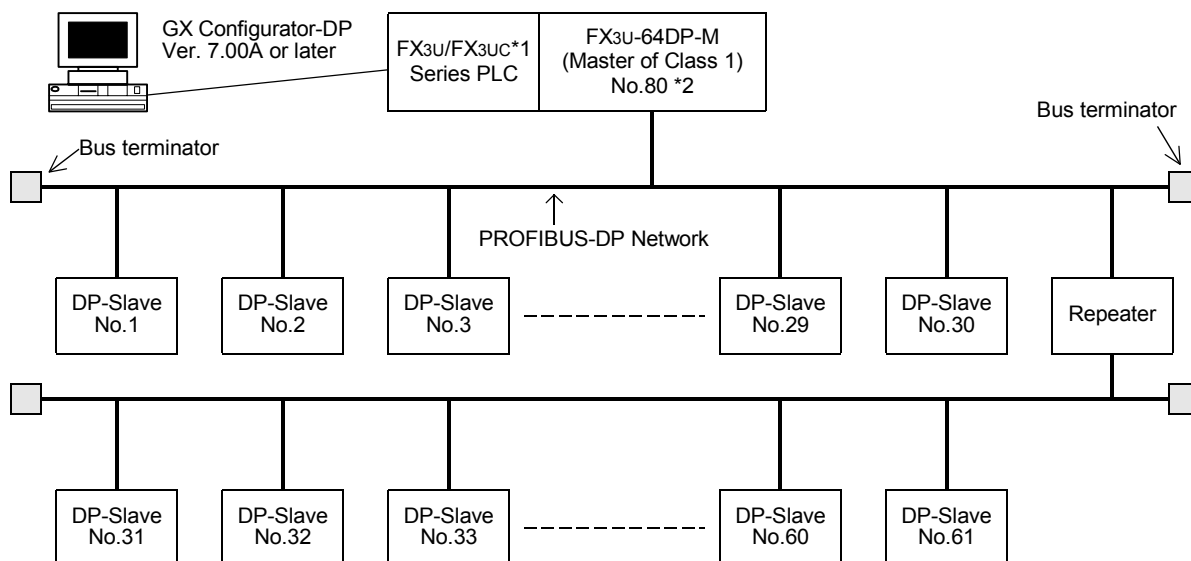 GX Configurator-DP
Ver. 7.00A or later
FX3U/FX3UC*1
Series PLC
FX3U-64DP-M
(Master of Class 1)
No.80 *2
Bus terminator
Bus terminator
PROFIBUS-DP Network
DP-Slave
No.1
DP-Slave
No.2
DP-Slave
No.3
DP-Slave
No.29
DP-Slave
No.30
Repeater
DP-Slave
No.31
DP-Slave
No.32
DP-Slave
No.33
DP-Slave
No.60
DP-Slave
No.61